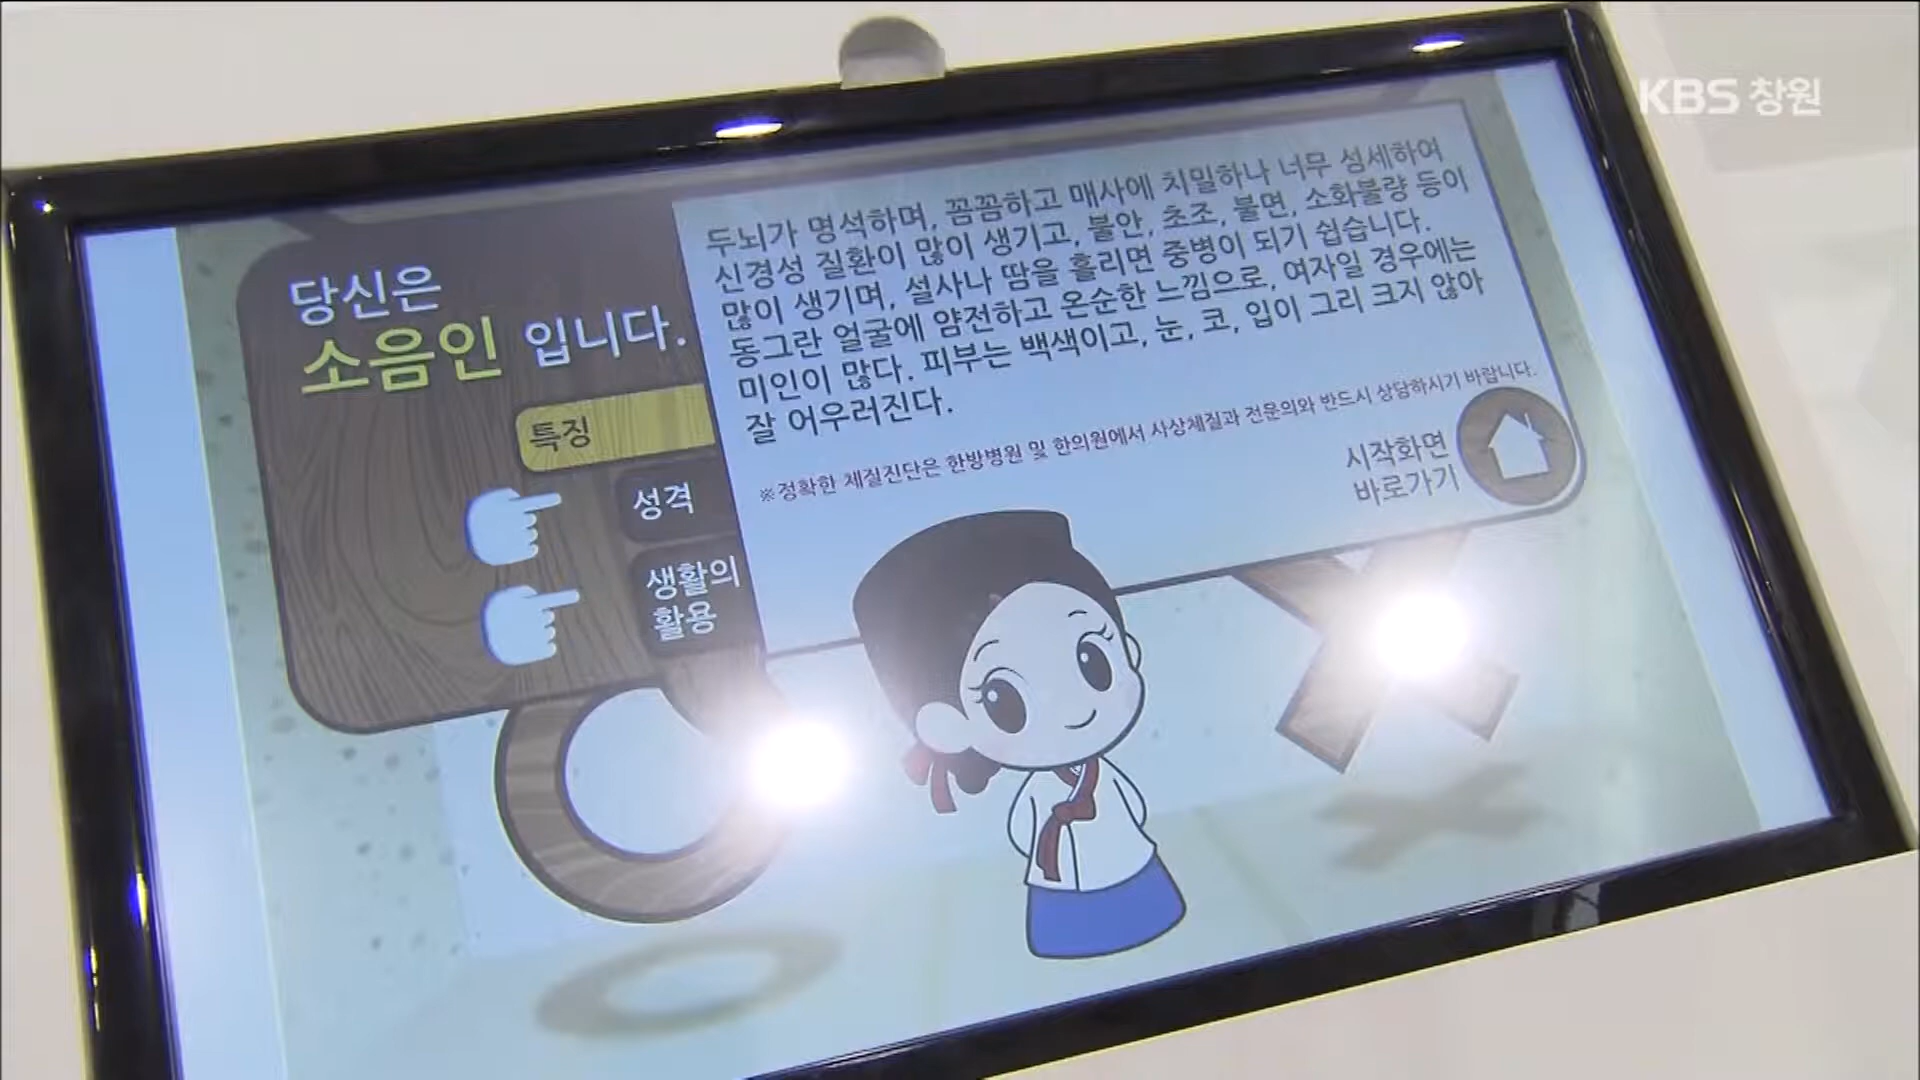 KBS 창원
당신은
소음인 입니다.
특징
성격
생활의
활용
두뇌가 명석하며, 꼼꼼하고 매사에 치밀하나 너무 섬세하여
신경성 질환이 많이 생기고, 불안, 초조, 불면, 소화불량 등이
많이 생기며, 설사나 땀을 흘리면 중병이 되기 쉽습니다.
동그란 얼굴에 얌전하고 온순한 느낌으로, 여자일 경우에는
미인이 많다. 피부는 백색이고, 눈, 코, 입이 그리 크지 않아
잘 어우러진다.
※정확한 체질진단은 한방병원 및 한의원에서 사상체질과 전문의와 반드시 상담하시기 바랍니다.
시작화면
바로가기